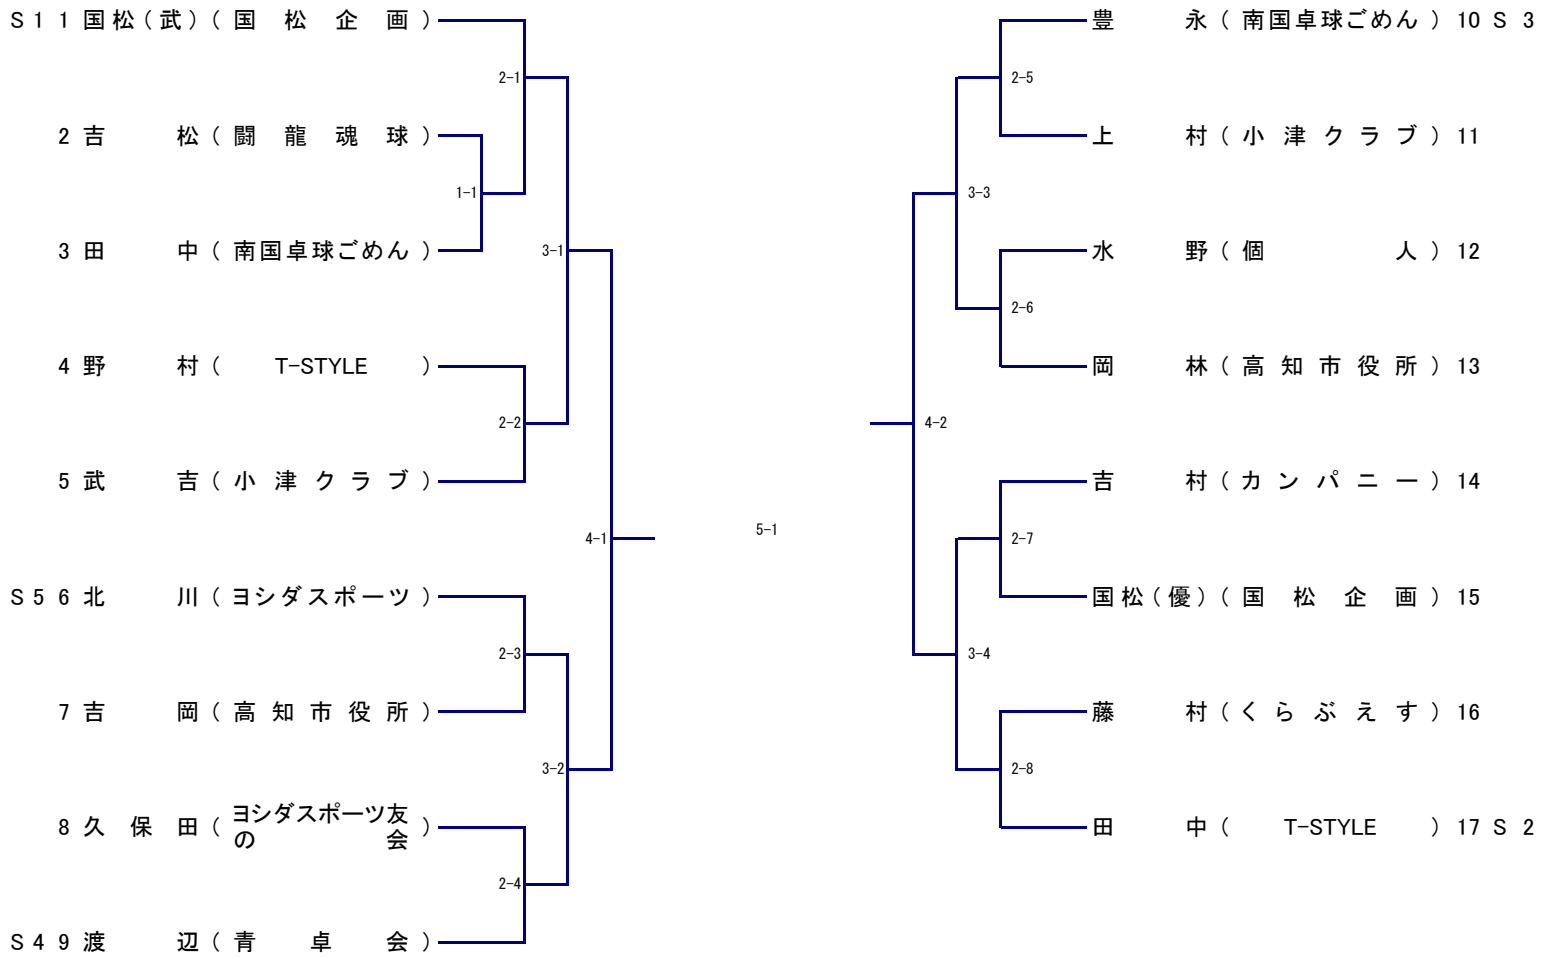 S1 1 国松(武)(国松企画)
2-1
2 吉松(闘龍魂球)
1-1
3 田中(南国卓球ごめん)
3-1
4 野村(T-STYLE)
2-2
5 武吉(小津クラブ)
4-1
S5 6 北川(ヨシダスポーツ)
2-3
7 吉岡(高知市役所)
3-2
8 久保田(ヨシダスポーツ友の会)
2-4
S4 9 渡辺(青卓会)
5-1
豊永(南国卓球ごめん)10 S3
2-5
上村(小津クラブ)11
3-3
水野(個人)12
2-6
岡林(高知市役所)13
4-2
吉村(カンパニー)14
2-7
国松(優)(国松企画)15
3-4
藤村(くらぶえす)16
2-8
田中(T-STYLE)17 S2